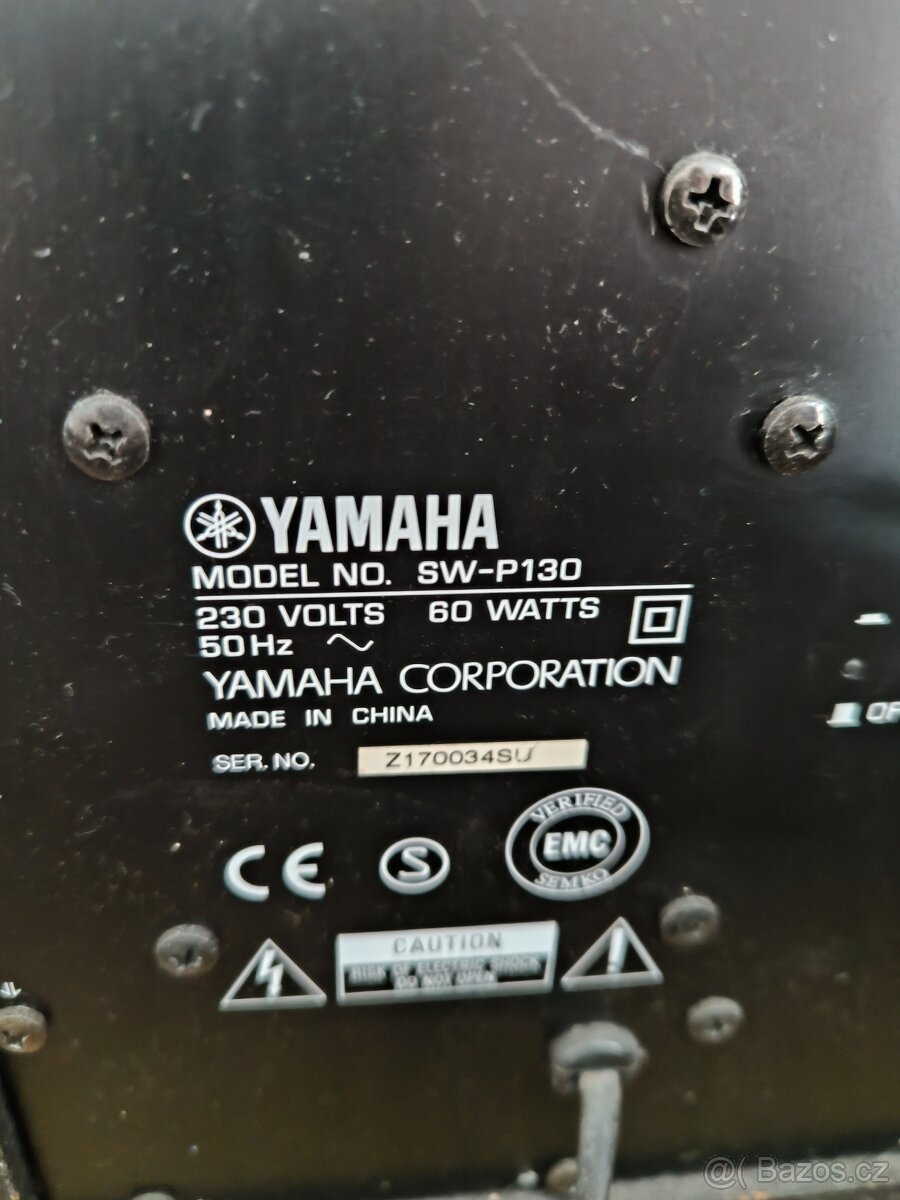 YAMAHA
MODEL NO. SW-P130
230 VOLTS 60 WATTS
50Hz
YAMAHA CORPORATION
MADE IN CHINA
OF
SER. NO. Z170034SU
CE S VERIFIED EMC SEMKO
CAUTION
RISK OF ELECTRIC SHOCK
DO NOT OPEN
@( Bazos.cz